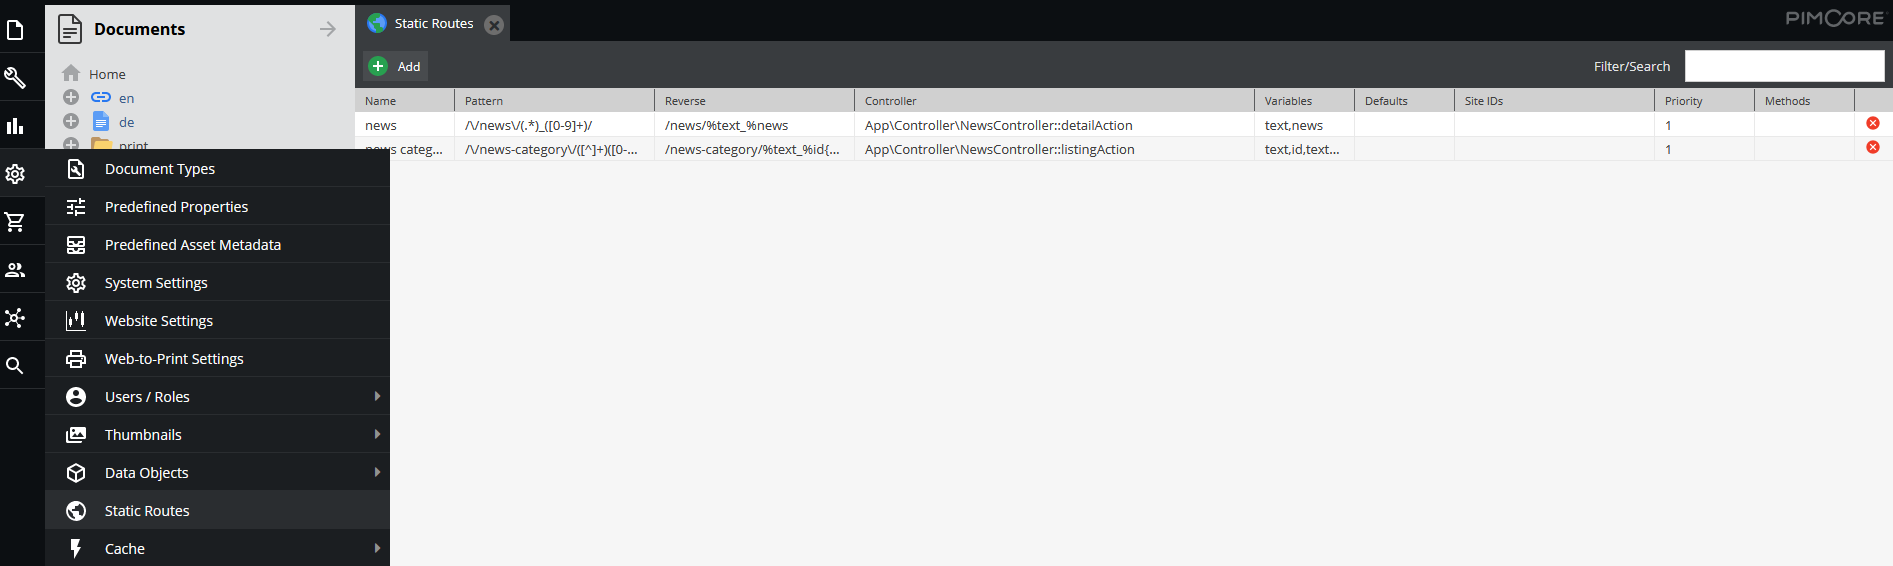 Documents
Static Routes
PIMCORE
Add
Filter/Search
Home
en
de
print
Name Pattern Reverse Controller Variables Defaults Site IDs Priority Methods
news /\/news\/(.*)_([0-9]+)/ /news/%text_%news App\Controller\NewsController::detailAction text,news 1
news categ... /\/news-category\/([^]+)([0-... /news-category/%text_%id{... App\Controller\NewsController::listingAction text,id,text... 1
Document Types
Predefined Properties
Predefined Asset Metadata
System Settings
Website Settings
Web-to-Print Settings
Users / Roles
Thumbnails
Data Objects
Static Routes
Cache